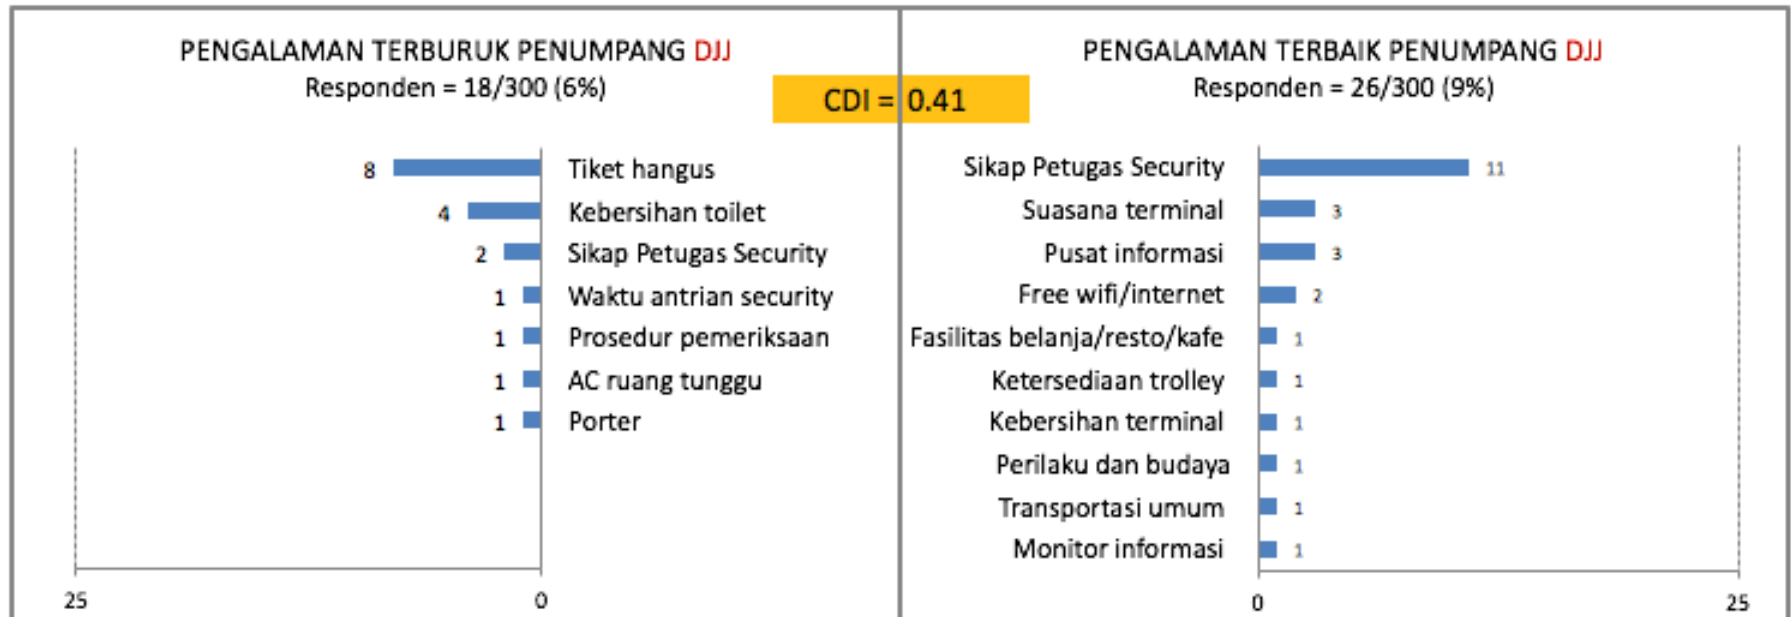 PENGALAMAN TERBURUK PENUMPANG DJJ
Responden = 18/300 (6%)
CDI = 0.41
8 Tiket hangus
4 Kebersihan toilet
2 Sikap Petugas Security
1 Waktu antrian security
1 Prosedur pemeriksaan
1 AC ruang tunggu
1 Porter
25 0
PENGALAMAN TERBAIK PENUMPANG DJJ
Responden = 26/300 (9%)
Sikap Petugas Security 11
Suasana terminal 3
Pusat informasi 3
Free wifi/internet 2
Fasilitas belanja/resto/kafe 1
Ketersediaan trolley 1
Kebersihan terminal 1
Perilaku dan budaya 1
Transportasi umum 1
Monitor informasi 1
0 25